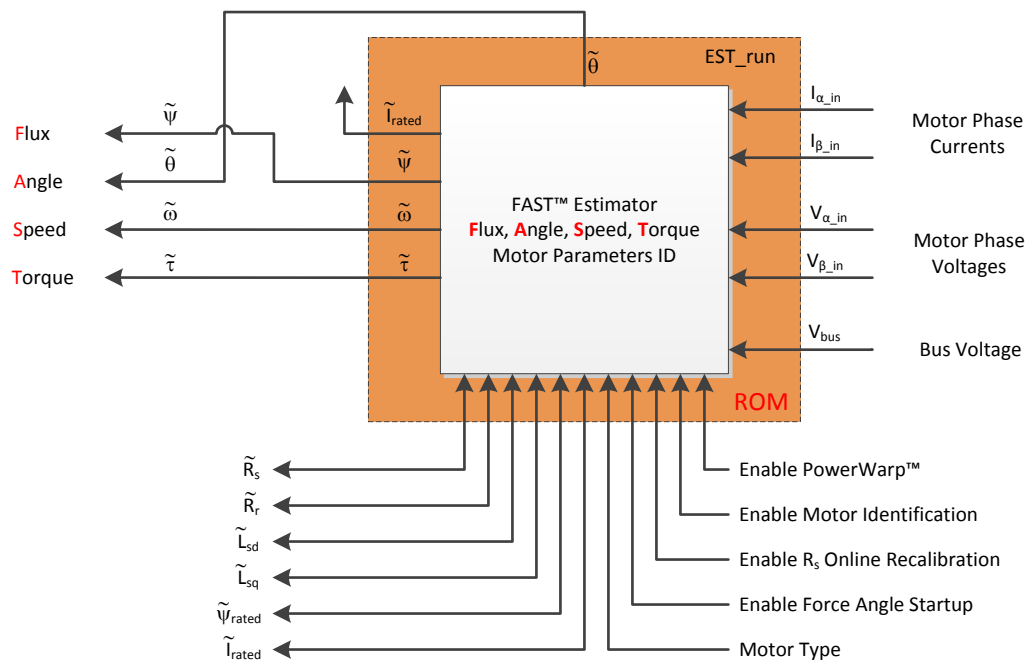 θ̃
EST_run
Ĩrated
ψ̃
θ̃
ω̃
τ̃
Flux
Angle
Speed
Torque
ψ̃
ω̃
τ̃
FAST™ Estimator
Flux, Angle, Speed, Torque
Motor Parameters ID
Iα_in
Iβ_in
Motor Phase
Currents
Vα_in
Vβ_in
Motor Phase
Voltages
Vbus
Bus Voltage
ROM
R̃s
R̃r
L̃sd
L̃sq
ψ̃rated
Ĩrated
Enable PowerWarp™
Enable Motor Identification
Enable Rs Online Recalibration
Enable Force Angle Startup
Motor Type